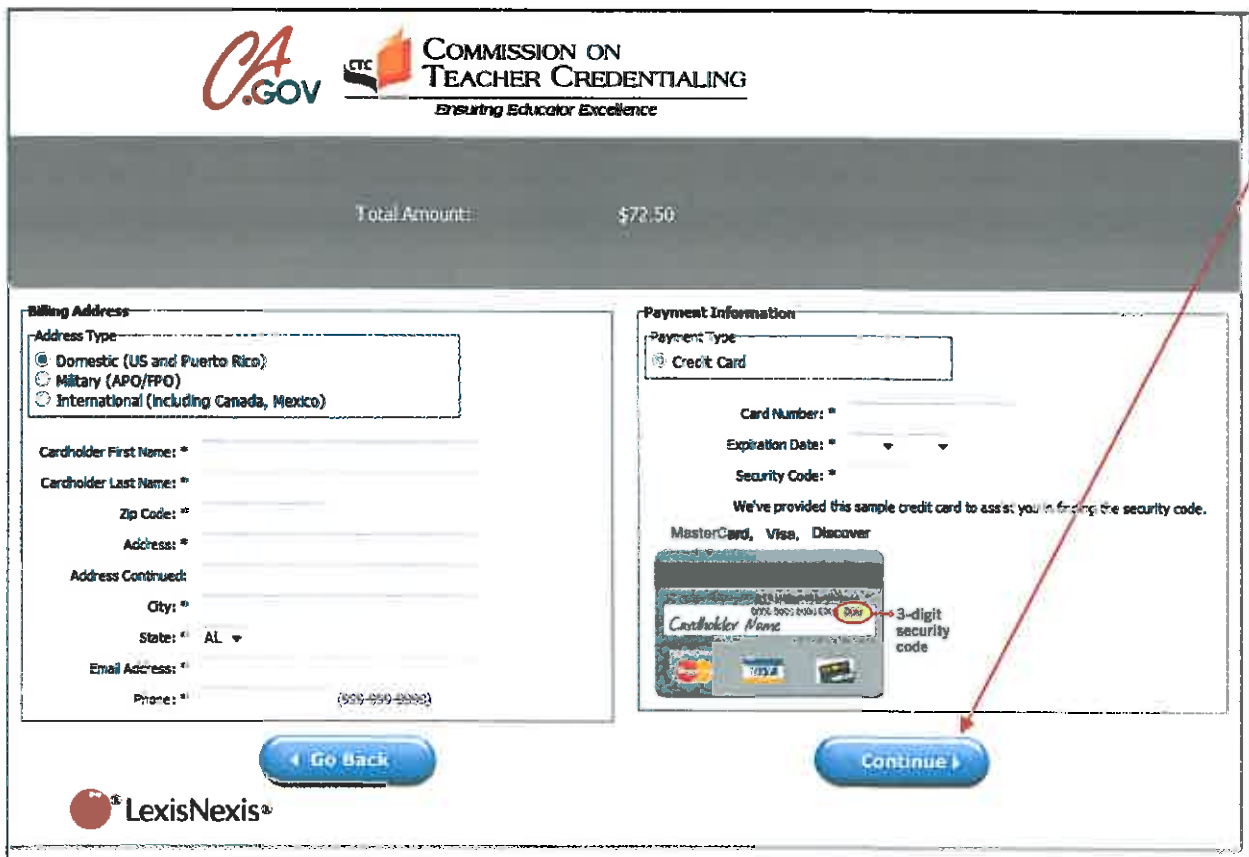 CA
.GOV
CTC
COMMISSION ON
TEACHER CREDENTIALING
Ensuring Educator Excellence
Total Amount: $72.50
Billing Address
Address Type
Domestic (US and Puerto Rico)
Military (APO/FPO)
International (including Canada, Mexico)
Cardholder First Name: *
Cardholder Last Name: *
Zip Code: *
Address: *
Address Continued:
City: *
State: * AL
Email Address: *
Phone: * (999-999-9999)
Payment Information
Payment Type
Credit Card
Card Number: *
Expiration Date: *
Security Code: *
We've provided this sample credit card to assist you in finding the security code.
MasterCard, Visa, Discover
Cardholder Name
3-digit
security
code
Go Back
Continue
LexisNexis®